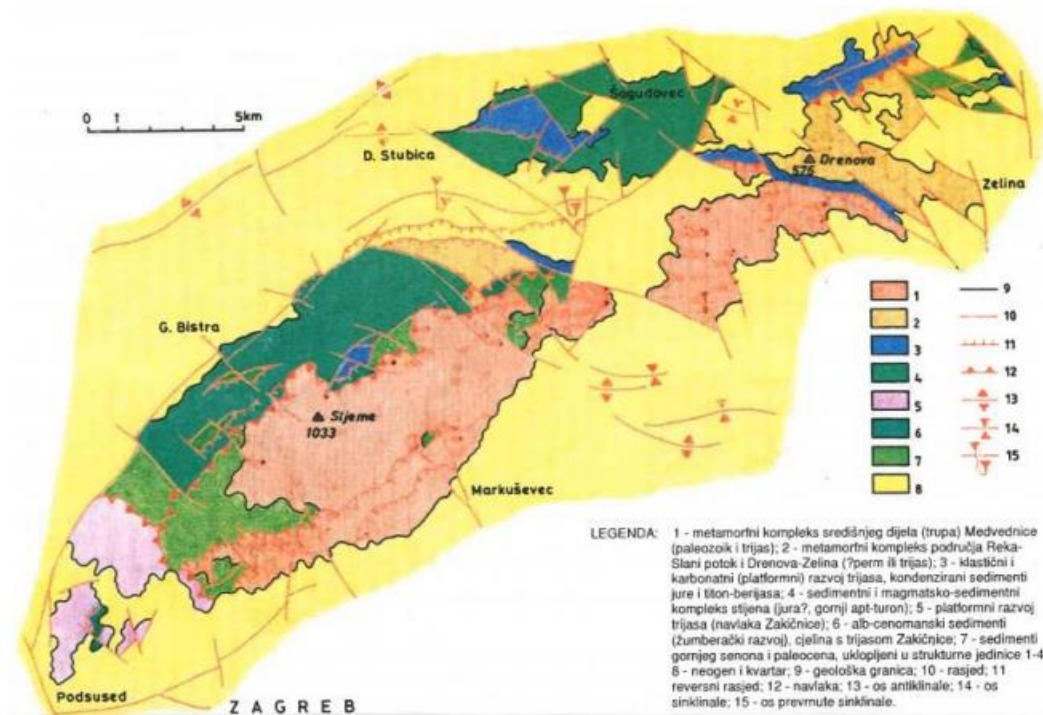 Šagudovec
0 1 5km
D. Stubica
Drenova
576
Zelina
G. Bistra
Sljeme
1033
Markuševec
Podsused
ZAGREB
1
2
3
4
5
6
7
8
9
10
11
12
13
14
15
LEGENDA: 1 - metamorfni kompleks središnjeg dijela (trupa) Medvednice
(paleozoik i trijas); 2 - metamorfni kompleks područja Reka-
Slani potok i Drenova-Zelina (?perm ili trijas); 3 - klastični i
karbonatni (platformni) razvoj trijasa, kondenzirani sedimenti
jure i titon-berijasa; 4 - sedimentni i magmatsko-sedimentni
kompleks stijena (jura?, gornji apt-turon); 5 - platformni razvoj
trijasa (navlaka Zakičnice); 6 - alb-cenomanski sedimenti
(žumberački razvoj), cjelina s trijasom Zakičnice; 7 - sedimenti
gornjeg senona i paleocena, uklopljeni u strukturne jedinice 1-4
8 - neogen i kvartar; 9 - geološka granica; 10 - rasjed; 11
reversni rasjed; 12 - navlaka; 13 - os antiklinale; 14 - os
sinklinale; 15 - os prevrnute sinklinale.